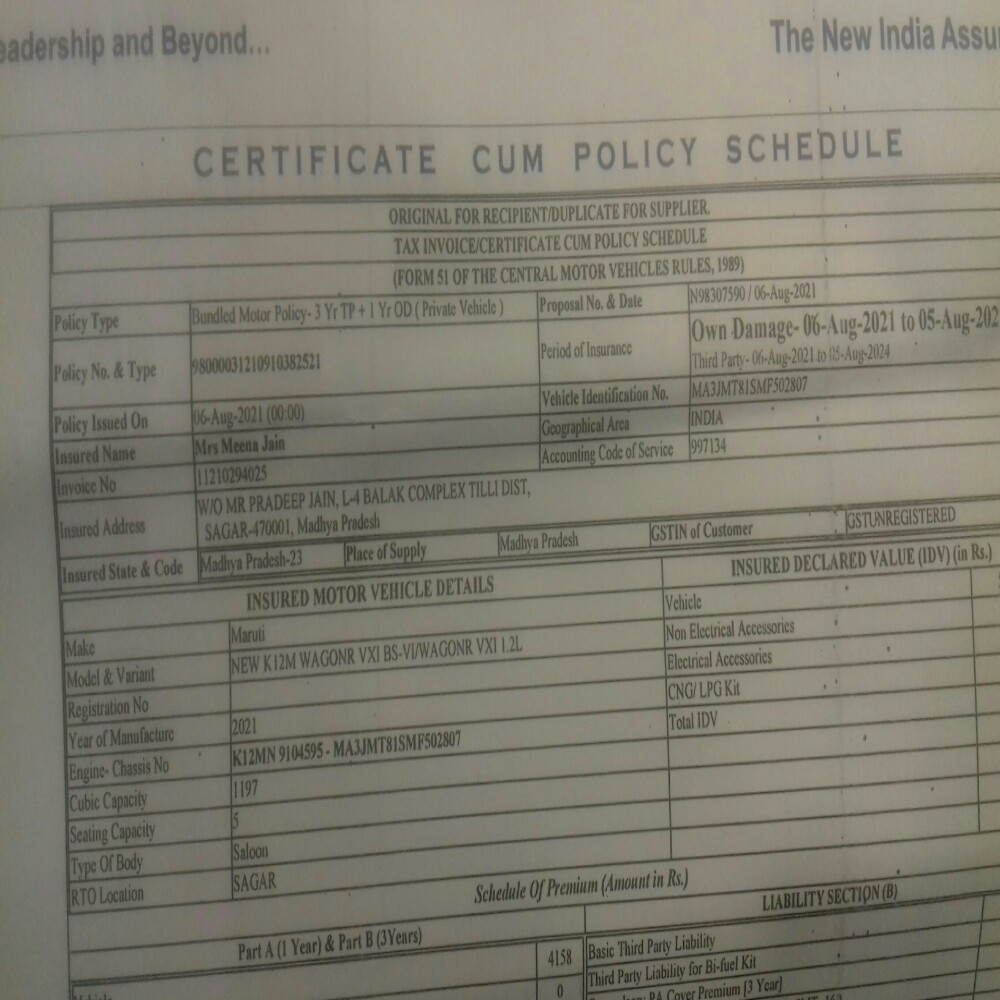 eadership and Beyond... The New India Assu
CERTIFICATE CUM POLICY SCHEDULE
ORIGINAL FOR RECIPIENT/DUPLICATE FOR SUPPLIER.
TAX INVOICE/CERTIFICATE CUM POLICY SCHEDULE
(FORM 51 OF THE CENTRAL MOTOR VEHICLES RULES, 1989)
Policy Type Bundled Motor Policy- 3 Yr TP + 1 Yr OD ( Private Vehicle ) Proposal No. & Date N98307590 / 06-Aug-2021
Policy No. & Type 98000031210910382521 Period of Insurance Own Damage- 06-Aug-2021 to 05-Aug-202
Third Party- 06-Aug-2021 to 05-Aug-2024
Policy Issued On 06-Aug-2021 (00:00) Vehicle Identification No. MA3JMT81SMF502807
Insured Name Mrs Meena Jain Geographical Area INDIA
Invoice No 11210294025 Accounting Code of Service 997134
Insured Address W/O MR PRADEEP JAIN, L-4 BALAK COMPLEX TILLI DIST,
SAGAR-470001, Madhya Pradesh
Insured State & Code Madhya Pradesh-23 Place of Supply Madhya Pradesh GSTIN of Customer GSTUNREGISTERED
INSURED MOTOR VEHICLE DETAILS INSURED DECLARED VALUE (IDV) (in Rs.)
Make Maruti Vehicle
Model & Variant NEW K12M WAGONR VXI BS-VI/WAGONR VXI 1.2L Non Electrical Accessories
Registration No Electrical Accessories
Year of Manufacture 2021 CNG/ LPG Kit
Engine- Chassis No K12MN 9104595 - MA3JMT81SMF502807 Total IDV
Cubic Capacity 1197
Seating Capacity 5
Type Of Body Saloon
RTO Location SAGAR
Schedule Of Premium (Amount in Rs.)
Part A (1 Year) & Part B (3Years) LIABILITY SECTION (B)
4158 Basic Third Party Liability
Vehicle 0 Third Party Liability for Bi-fuel Kit
PA Cover Premium [3 Year]